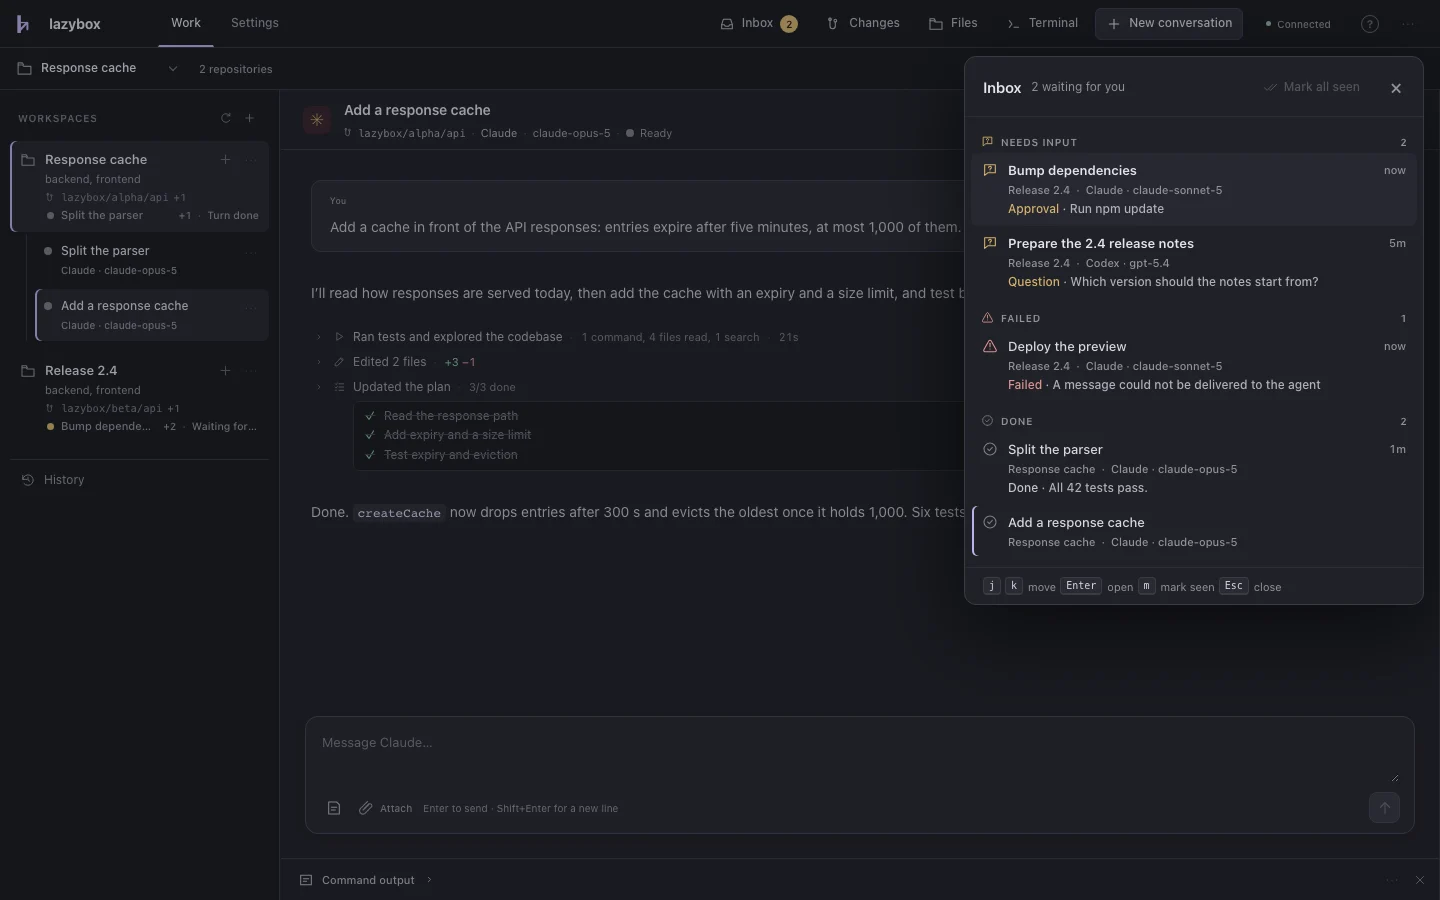 lazybox
Work
Settings
Inbox 2
Changes
Files
Terminal
New conversation
Connected
?
Response cache
2 repositories
WORKSPACES
Response cache
backend, frontend
lazybox/alpha/api +1
Split the parser +1 · Turn done
Split the parser
Claude · claude-opus-5
Add a response cache
Claude · claude-opus-5
Release 2.4
backend, frontend
lazybox/beta/api +1
Bump depende... +2 · Waiting for...
History
Add a response cache
lazybox/alpha/api · Claude · claude-opus-5 · Ready
You
Add a cache in front of the API responses: entries expire after five minutes, at most 1,000 of them.
I'll read how responses are served today, then add the cache with an expiry and a size limit, and test b
Ran tests and explored the codebase · 1 command, 4 files read, 1 search · 21s
Edited 2 files · +3 −1
Updated the plan · 3/3 done
Read the response path
Add expiry and a size limit
Test expiry and eviction
Done. createCache now drops entries after 300 s and evicts the oldest once it holds 1,000. Six tests
Message Claude...
Attach
Enter to send · Shift+Enter for a new line
Command output
Inbox 2 waiting for you
Mark all seen
NEEDS INPUT 2
Bump dependencies now
Release 2.4 · Claude · claude-sonnet-5
Approval · Run npm update
Prepare the 2.4 release notes 5m
Release 2.4 · Codex · gpt-5.4
Question · Which version should the notes start from?
FAILED 1
Deploy the preview now
Release 2.4 · Claude · claude-opus-5
Failed · A message could not be delivered to the agent
DONE 2
Split the parser 1m
Response cache · Claude · claude-opus-5
Done · All 42 tests pass.
Add a response cache
Response cache · Claude · claude-opus-5
j k move Enter open m mark seen Esc close